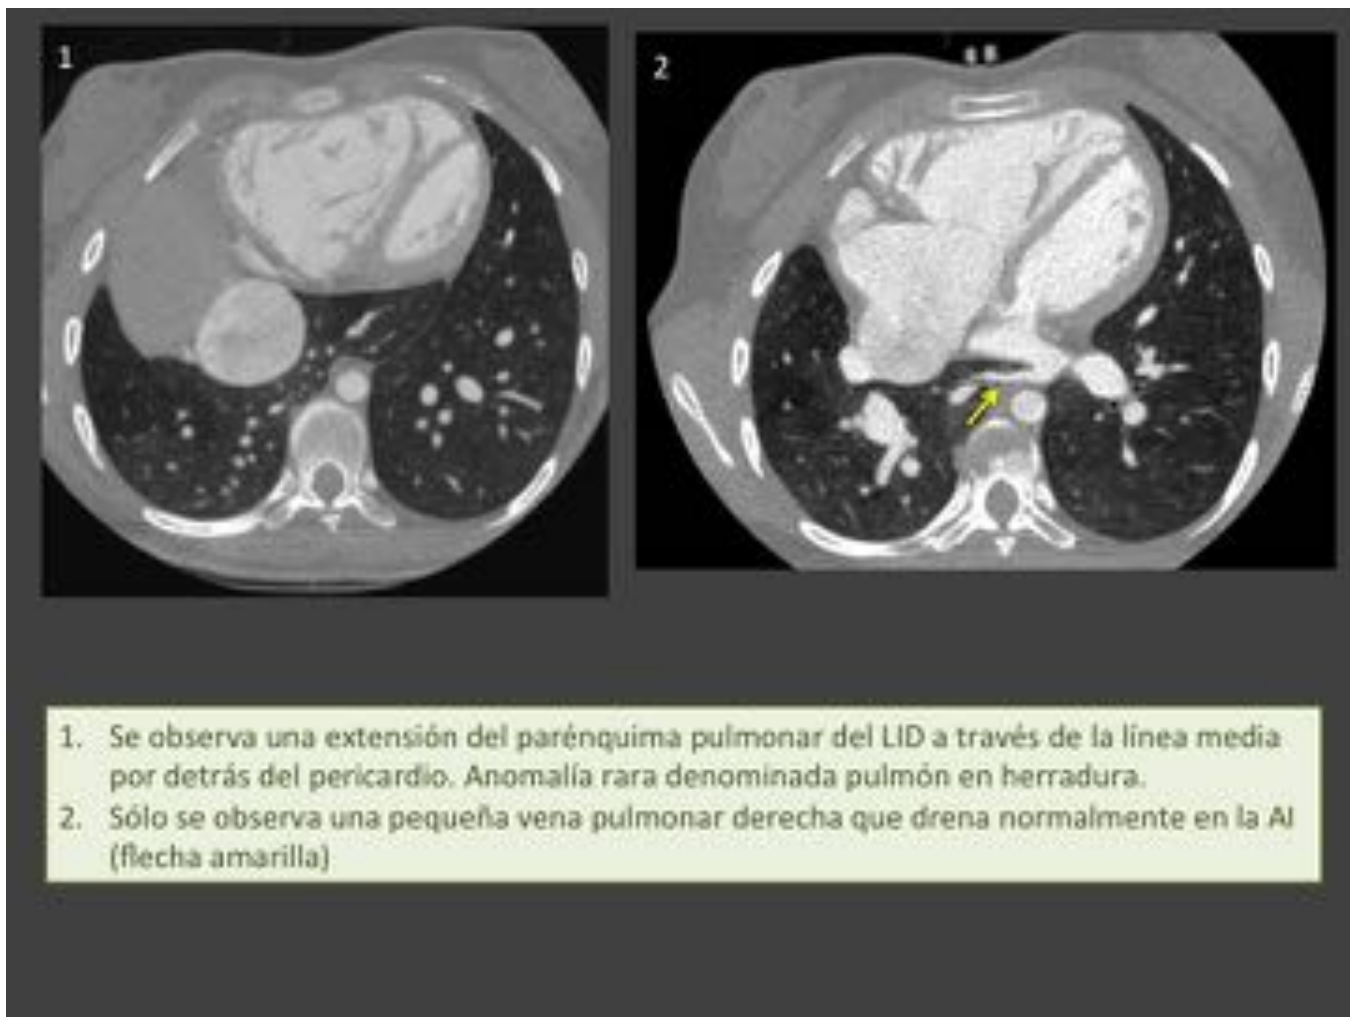 1
2
1. Se observa una extensión del parénquima pulmonar del LID a través de la línea media
por detrás del pericardio. Anomalía rara denominada pulmón en herradura.
2. Sólo se observa una pequeña vena pulmonar derecha que drena normalmente en la AI
(flecha amarilla)